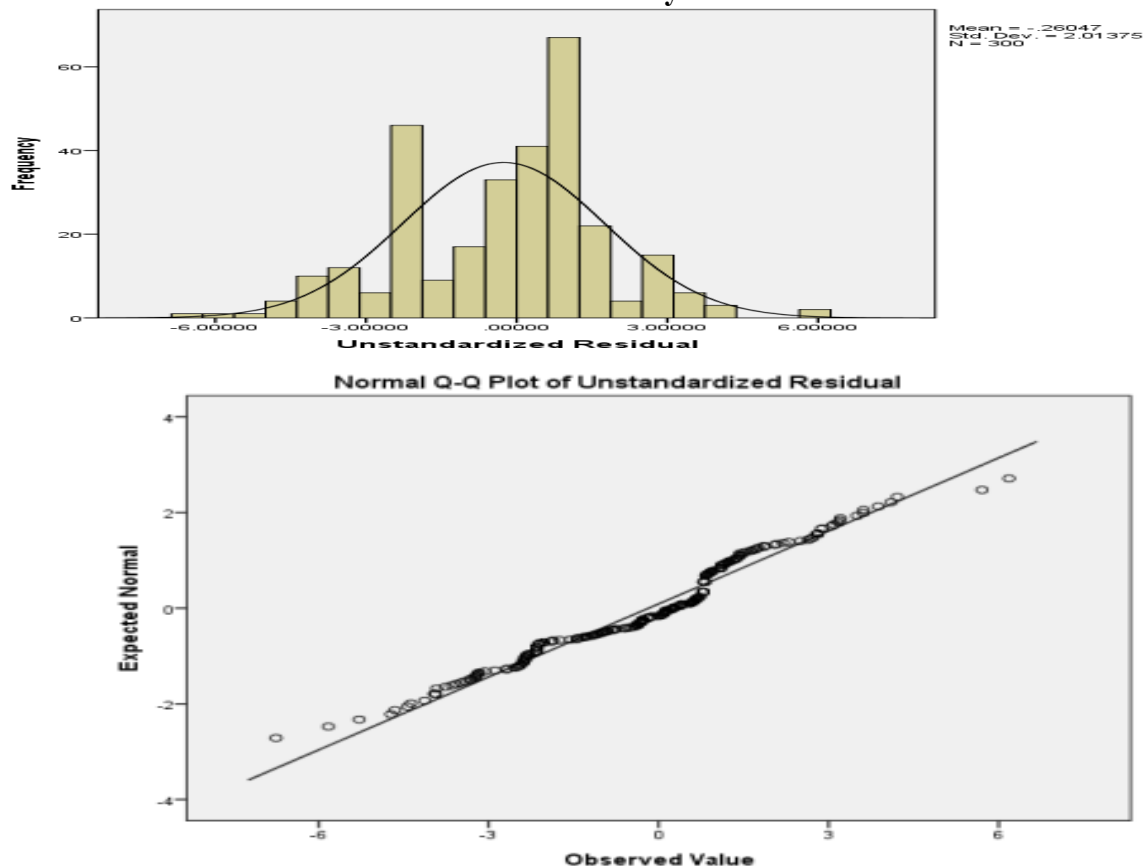 y
Mean = -.26047
Std. Dev. = 2.01375
N = 300
60
40
20
0
Frequency
-6.00000 -3.00000 .00000 3.00000 6.00000
Unstandardized Residual
Normal Q-Q Plot of Unstandardized Residual
4
2
0
-2
-4
Expected Normal
-6 -3 0 3 6
Observed Value